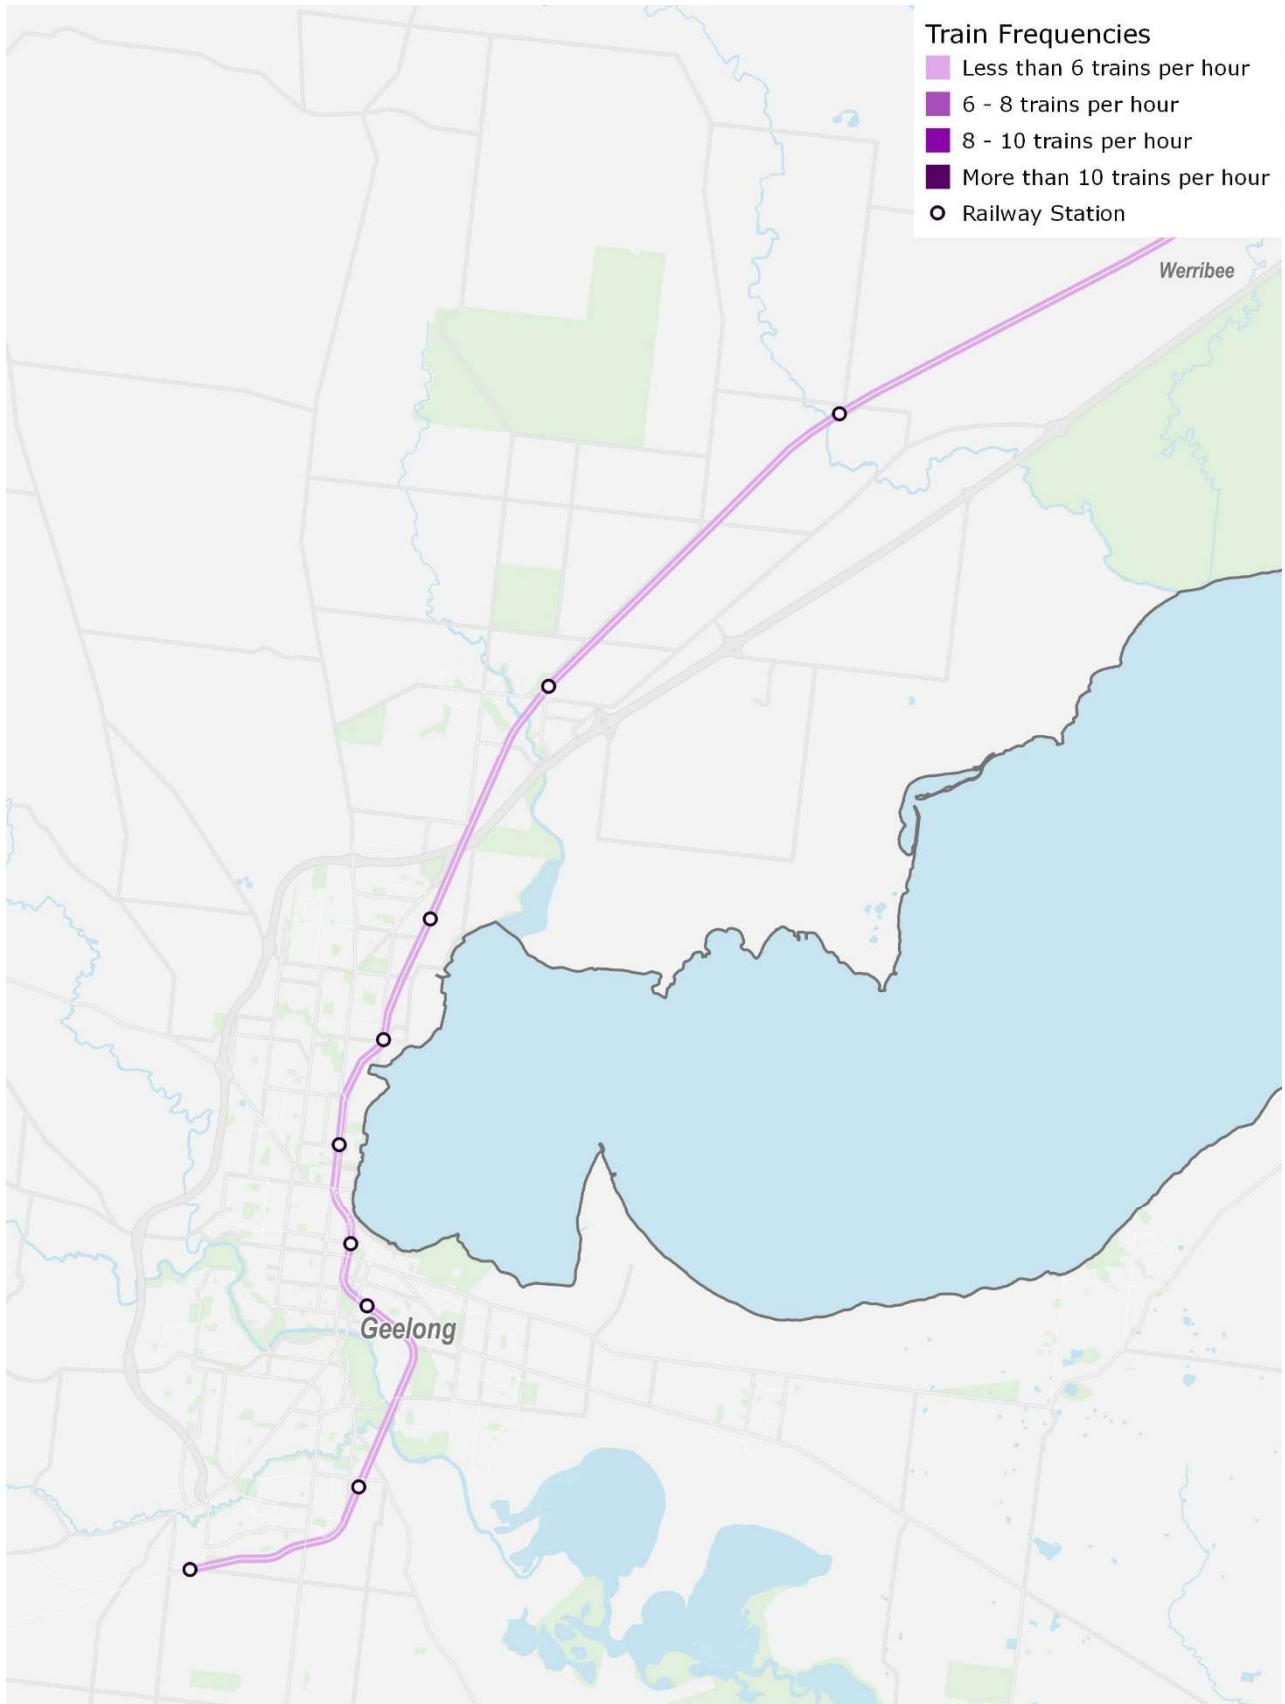 Train Frequencies
Less than 6 trains per hour
6 - 8 trains per hour
8 - 10 trains per hour
More than 10 trains per hour
Railway Station
Werribee
Geelong